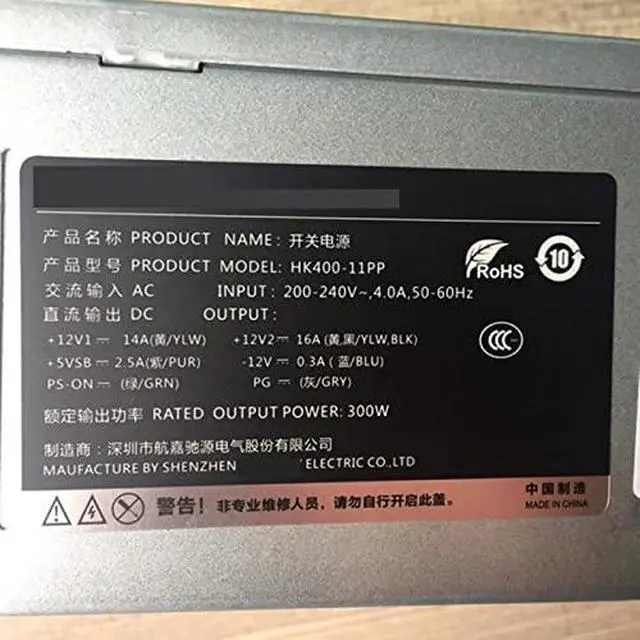 产品名称 PRODUCT NAME: 开关电源
产品型号 PRODUCT MODEL: HK400-11PP
交流输入 AC INPUT: 200-240V~,4.0A,50-60Hz
直流输出 DC OUTPUT:
+12V1 ⎓ 14A(黄/YLW) +12V2 ⎓ 16A(黄,黑/YLW,BLK)
+5VSB ⎓ 2.5A(紫/PUR) -12V ⎓ 0.3A(蓝/BLU)
PS-ON ⎓ (绿/GRN) PG ⎓ (灰/GRY)
额定输出功率 RATED OUTPUT POWER: 300W
制造商: 深圳市航嘉驰源电气股份有限公司
MAUFACTURE BY SHENZHEN 'ELECTRIC CO.,LTD
RoHS
10
CCC
警告! 非专业维修人员,请勿自行开启此盖。
中国制造
MADE IN CHINA